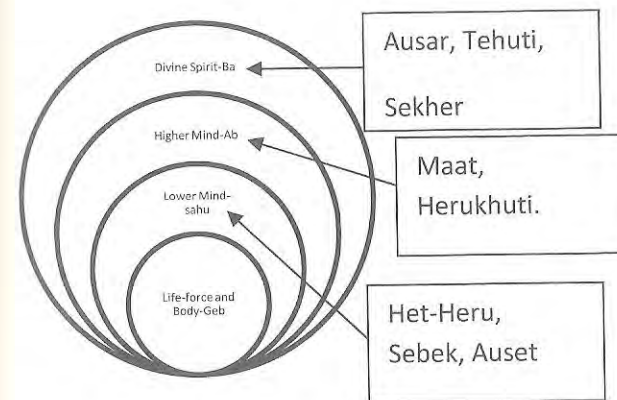 Divine Spirit-Ba
Higher Mind-Ab
Lower Mind-
sahu
Life-force and
Body-Geb
Ausar, Tehuti,
Sekher
Maat,
Herukhuti.
Het-Heru,
Sebek, Auset